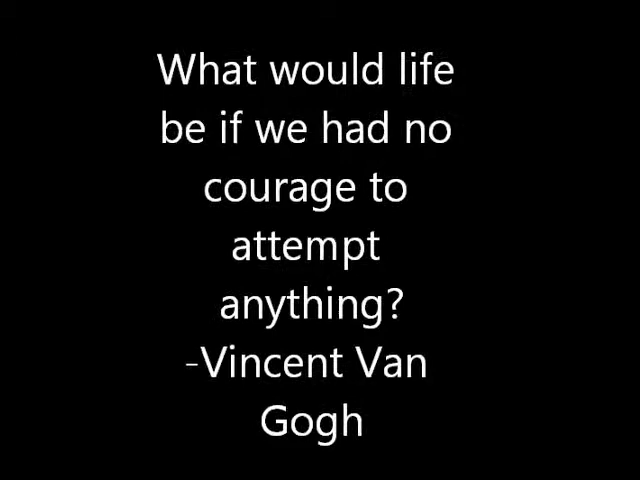 What would life
be if we had no
courage to
attempt
anything?
-Vincent Van
Gogh